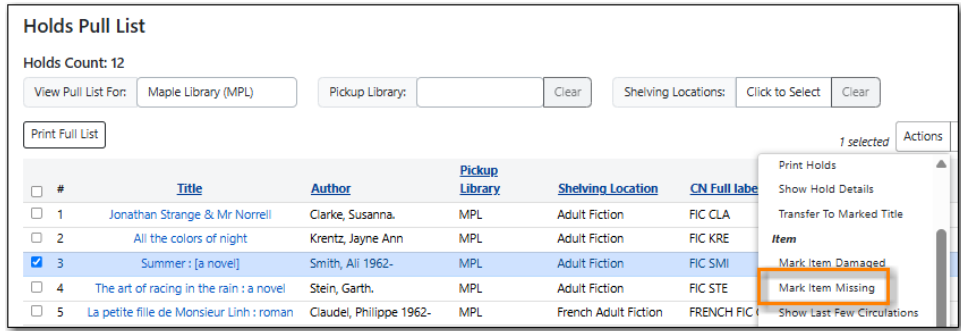 Holds Pull List
Holds Count: 12
View Pull List For: Maple Library (MPL) Pickup Library: Clear Shelving Locations: Click to Select Clear
Print Full List 1 selected Actions
# Title Author Pickup Library Shelving Location CN Full labe
1 Jonathan Strange & Mr Norrell Clarke, Susanna. MPL Adult Fiction FIC CLA
2 All the colors of night Krentz, Jayne Ann MPL Adult Fiction FIC KRE
3 Summer : [a novel] Smith, Ali 1962- MPL Adult Fiction FIC SMI
4 The art of racing in the rain : a novel Stein, Garth. MPL Adult Fiction FIC STE
5 La petite fille de Monsieur Linh : roman Claudel, Philippe 1962- MPL French Adult Fiction FRENCH FIC
Print Holds
Show Hold Details
Transfer To Marked Title
Item
Mark Item Damaged
Mark Item Missing
Show Last Few Circulations